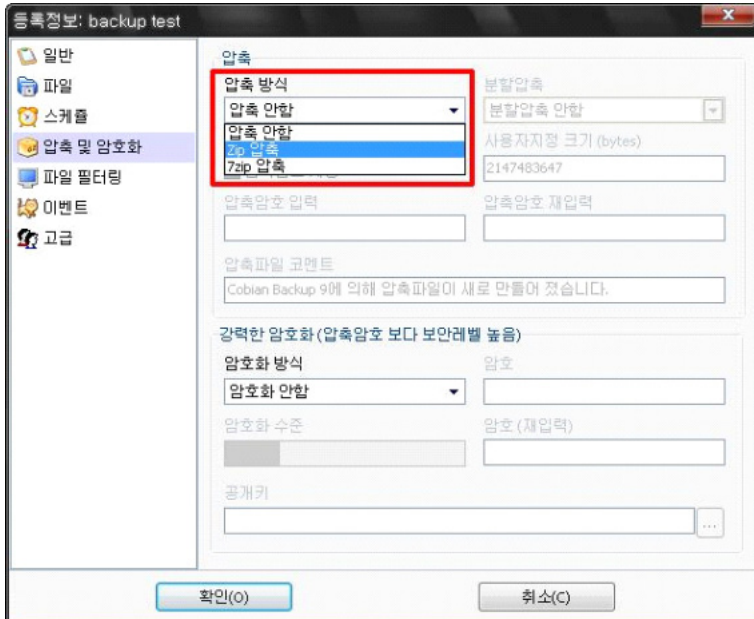 등록정보: backup test
일반
파일
스케쥴
압축 및 암호화
파일 필터링
이벤트
고급
압축
압축 방식
분할압축
압축 안함
분할압축 안함
압축 안함
Zip 압축
7zip 압축
사용자지정 크기 (bytes)
2147483647
압축암호 입력
압축암호 재입력
압축파일 코멘트
Cobian Backup 9에 의해 압축파일이 새로 만들어 졌습니다.
강력한 암호화 (압축암호 보다 보안레벨 높음)
암호화 방식
암호
암호화 안함
암호화 수준
암호 (재입력)
공개키
...
확인(O)
취소(C)